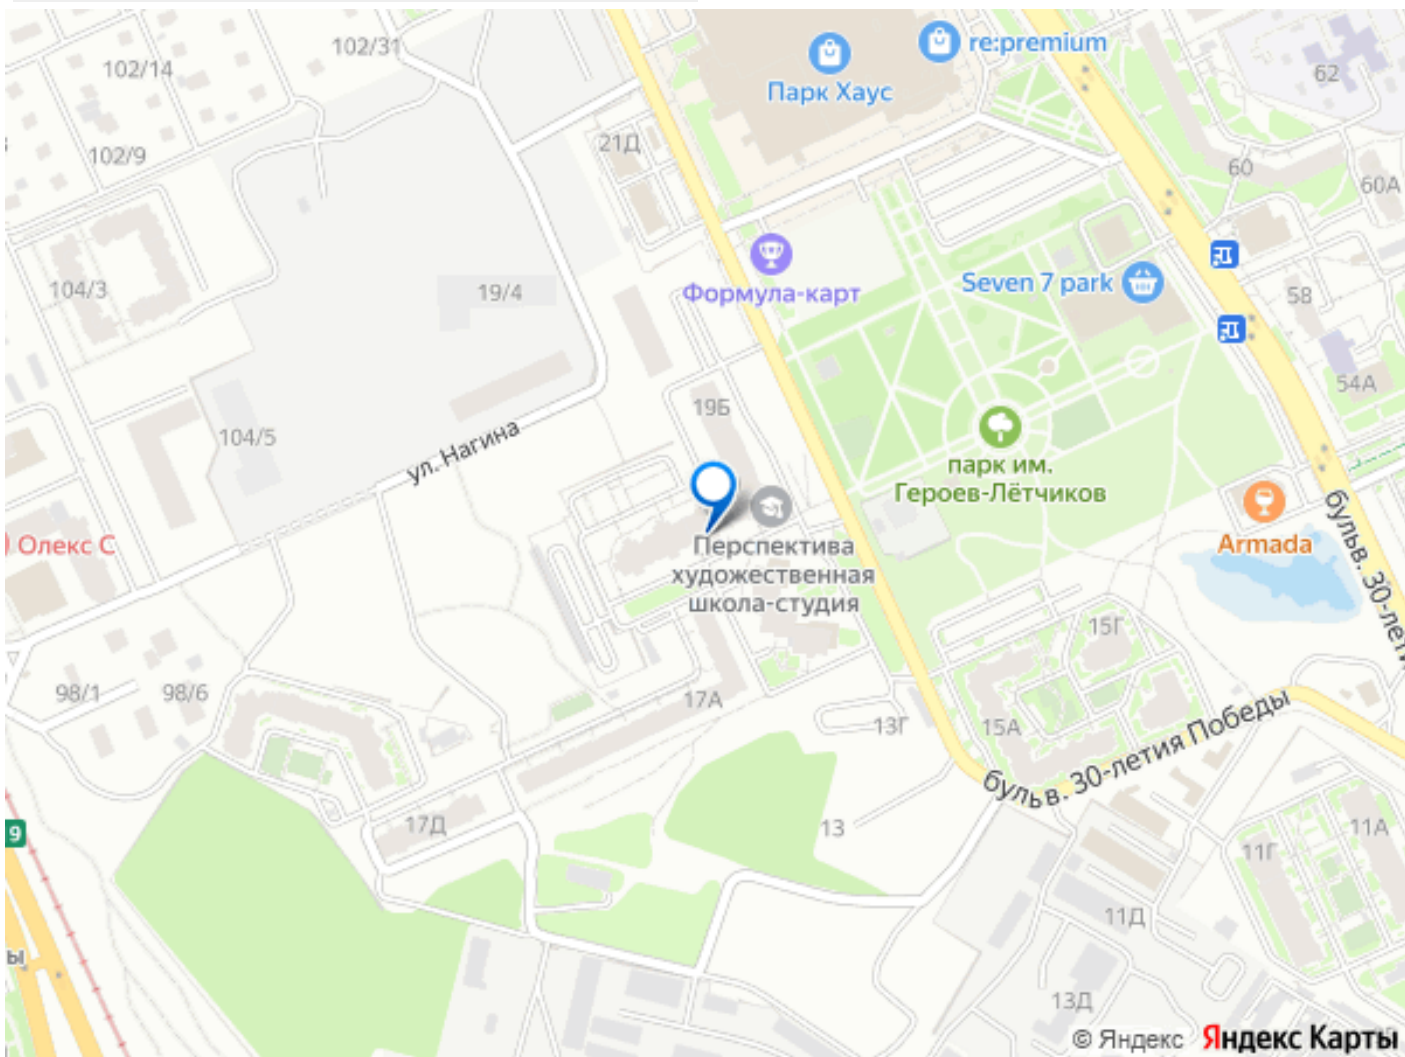 102/31
102/14
102/9
21Д
Парк Хаус
re:premium
62
60
60А
104/3
19/4
Формула-карт
Seven 7 park
58
54А
19Б
104/5
ул. Нагина
парк им.
Героев-Лётчиков
Олекс С
Перспектива
художественная
школа-студия
Armada
бульв. 30-лети
98/1
98/6
17А
13Г
15Г
15А
бульв. 30-летия Победы
17Д
13
9
11А
11Г
11Д
13Д
ы
© Яндекс Яндекс Карты